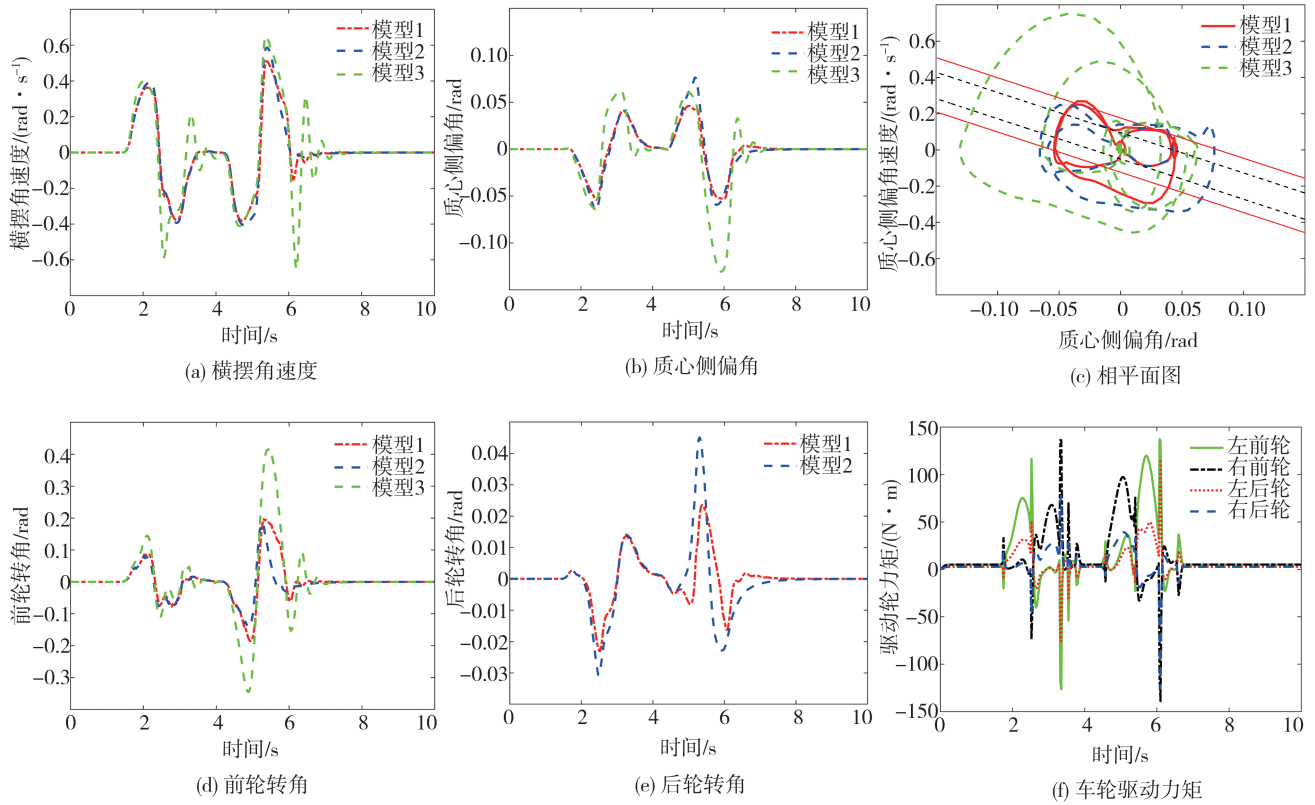 模型1
模型2
模型3
0.6
0.4
0.2
0
-0.2
-0.4
-0.6
横摆角速度/(rad·s⁻¹)
0 2 4 6 8 10
时间/s
(a) 横摆角速度
模型1
模型2
模型3
0.15
0.10
0.05
0
-0.05
-0.10
质心侧偏角/rad
0 2 4 6 8 10
时间/s
(b) 质心侧偏角
模型1
模型2
模型3
0.8
0.6
0.4
0.2
0
-0.2
-0.4
-0.6
质心侧偏角速度/(rad·s⁻¹)
-0.10 -0.05 0 0.05 0.10
质心侧偏角/rad
(c) 相平面图
模型1
模型2
模型3
0.4
0.3
0.2
0.1
0
-0.1
-0.2
-0.3
前轮转角/rad
0 2 4 6 8 10
时间/s
(d) 前轮转角
模型1
模型2
0.05
0.04
0.03
0.02
0.01
0
-0.01
-0.02
-0.03
后轮转角/rad
0 2 4 6 8 10
时间/s
(e) 后轮转角
左前轮
右前轮
左后轮
右后轮
150
100
50
0
-50
-100
-150
驱动轮力矩/(N·m)
0 2 4 6 8 10
时间/s
(f) 车轮驱动力矩